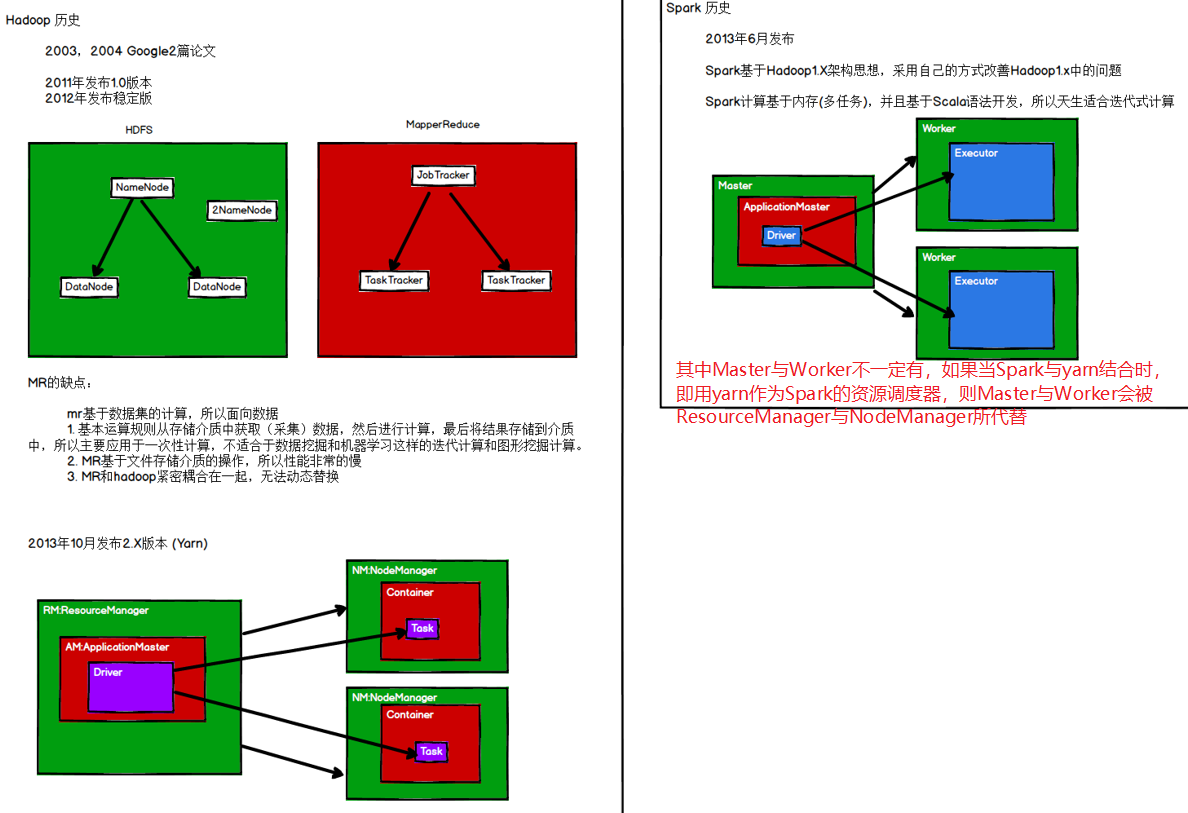 Hadoop 历史
2003，2004 Google2篇论文
2011年发布1.0版本
2012年发布稳定版
HDFS
MapperReduce
NameNode
2NameNode
DataNode
DataNode
JobTracker
TaskTracker
TaskTracker
MR的缺点：
mr基于数据集的计算，所以面向数据
1. 基本运算规则从存储介质中获取（采集）数据，然后进行计算，最后将结果存储到介质
中，所以主要应用于一次性计算，不适合于数据挖掘和机器学习这样的迭代计算和图形挖掘计算。
2. MR基于文件存储介质的操作，所以性能非常的慢
3. MR和hadoop紧密耦合在一起，无法动态替换
2013年10月发布2.X版本 (Yarn)
RM:ResourceManager
AM:ApplicationMaster
Driver
NM:NodeManager
Container
Task
NM:NodeManager
Container
Task
Spark 历史
2013年6月发布
Spark基于Hadoop1.X架构思想，采用自己的方式改善Hadoop1.x中的问题
Spark计算基于内存(多任务)，并且基于Scala语法开发，所以天生适合迭代式计算
Master
ApplicationMaster
Driver
Worker
Executor
Worker
Executor
其中Master与Worker不一定有，如果当Spark与yarn结合时，
即用yarn作为Spark的资源调度器，则Master与Worker会被
ResourceManager与NodeManager所代替